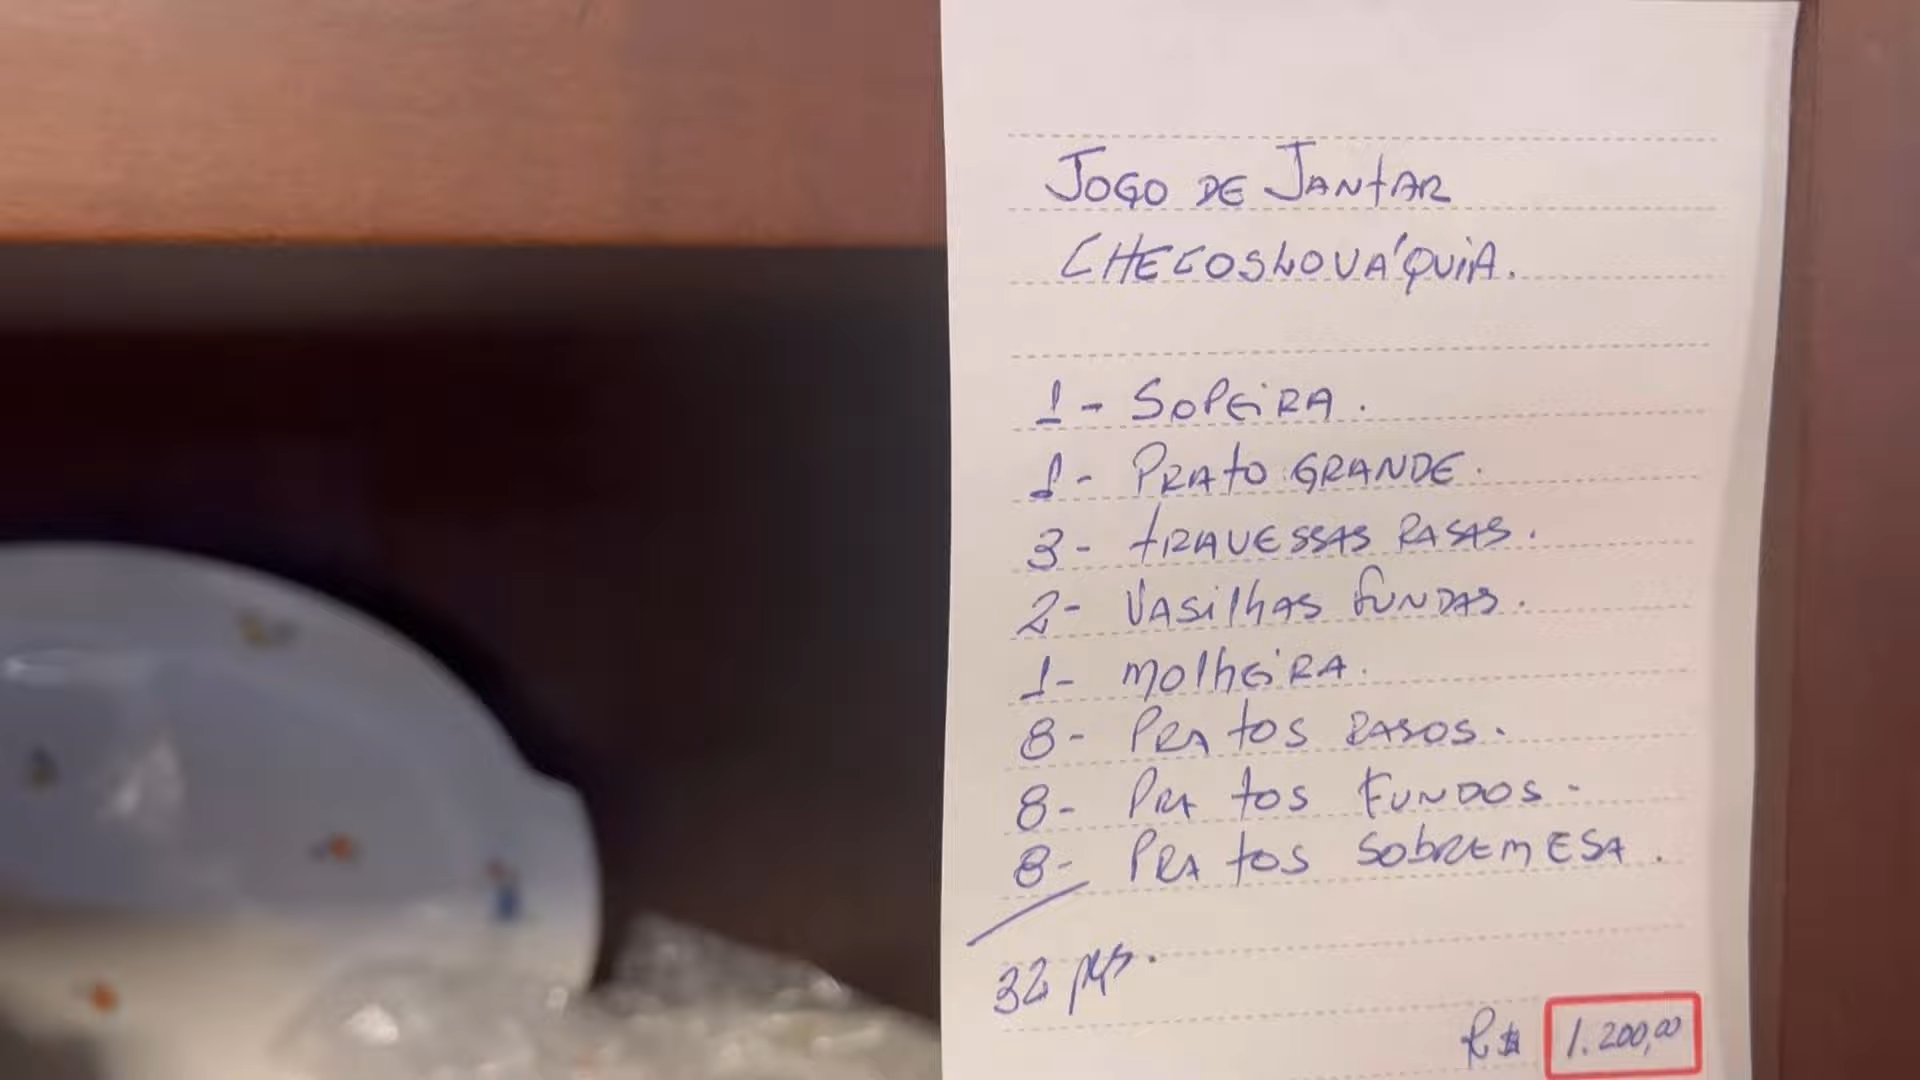 JOGO DE JANTAR
CHECOSLOVÁQUIA.
1- SOPEIRA.
1- PRATO GRANDE.
3- TRAVESSAS RASAS.
2- VASILHAS FUNDAS.
1- MOLHEIRA.
8- PRATOS RASOS.
8- PRATOS FUNDOS.
8- PRATOS SOBREMESA.
32 pçs.
R$ 1.200,00